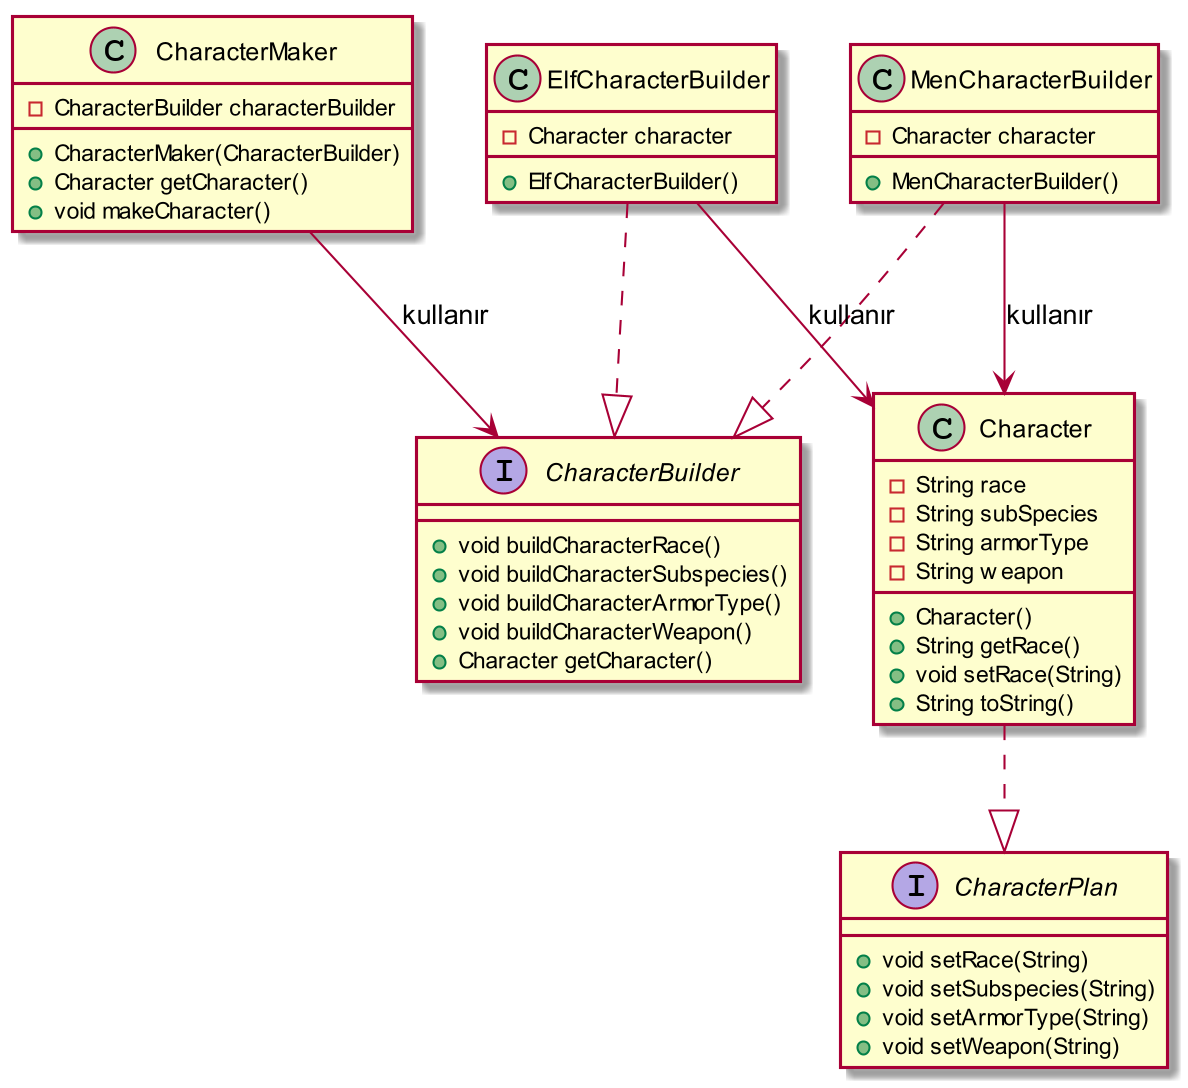 C CharacterMaker
CharacterBuilder characterBuilder
CharacterMaker(CharacterBuilder)
Character getCharacter()
void makeCharacter()
C ElfCharacterBuilder
Character character
ElfCharacterBuilder()
C MenCharacterBuilder
Character character
MenCharacterBuilder()
kullanır
kullanır
kullanır
I CharacterBuilder
void buildCharacterRace()
void buildCharacterSubspecies()
void buildCharacterArmorType()
void buildCharacterWeapon()
Character getCharacter()
C Character
String race
String subSpecies
String armorType
String weapon
Character()
String getRace()
void setRace(String)
String toString()
I CharacterPlan
void setRace(String)
void setSubspecies(String)
void setArmorType(String)
void setWeapon(String)